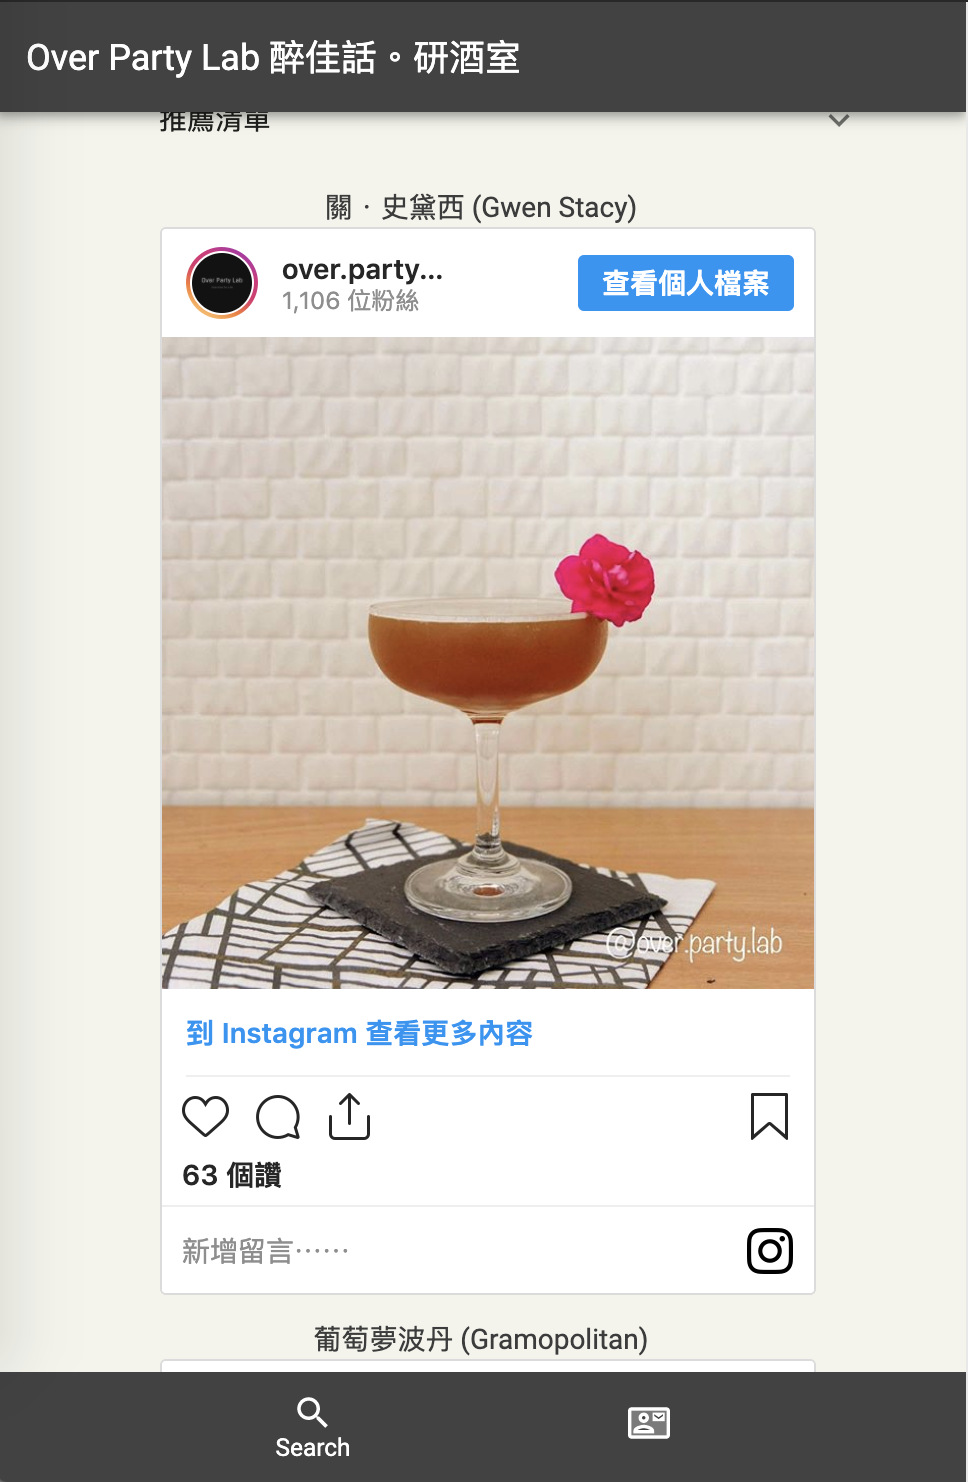 Over Party Lab 醉佳話。研酒室
推薦清單
關．史黛西 (Gwen Stacy)
Over Party Lab
over.party...
1,106 位粉絲
查看個人檔案
@over.party.lab
到 Instagram 查看更多內容
63 個讚
新增留言……
葡萄夢波丹 (Gramopolitan)
Search